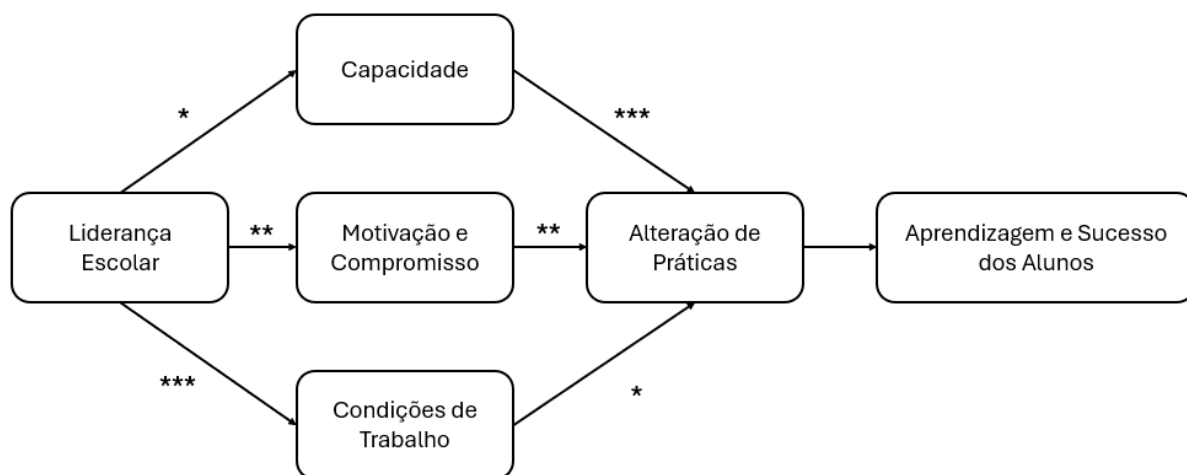 Capacidade
*
***
Liderança
Escolar
**
Motivação e
Compromisso
**
Alteração de
Práticas
Aprendizagem e Sucesso
dos Alunos
***
*
Condições de
Trabalho